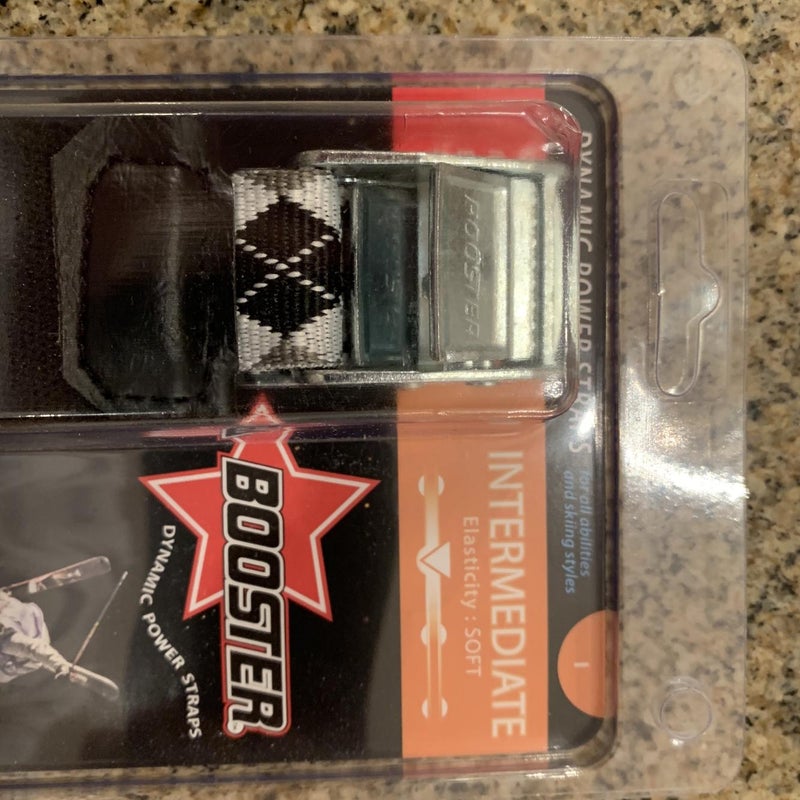 DYNAMIC POWER STRAPS
for all abilities
and skiing styles
I
INTERMEDIATE
Elasticity : SOFT
BOOSTER
BOOSTER
DYNAMIC POWER STRAPS